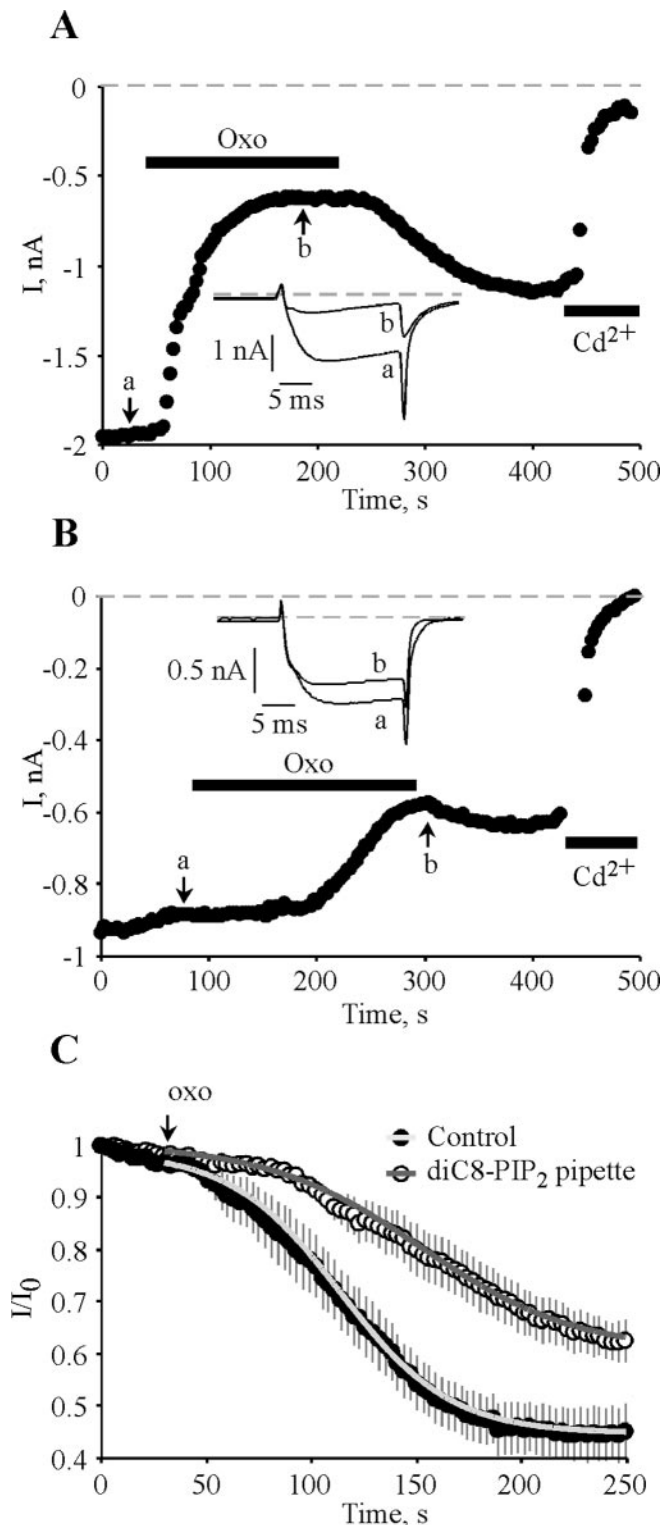 A
0
-0.5
-1
-1.5
-2
I, nA
Oxo
b
a
1 nA
b
a
5 ms
Cd²⁺
0 100 200 300 400 500
Time, s
B
0
-0.2
-0.4
-0.6
-0.8
-1
I, nA
0.5 nA
b
a
5 ms
Oxo
a
b
Cd²⁺
0 100 200 300 400 500
Time, s
C
oxo
Control
diC8-PIP₂ pipette
1
0.9
0.8
0.7
0.6
0.5
0.4
I/I₀
0 50 100 150 200 250
Time, s